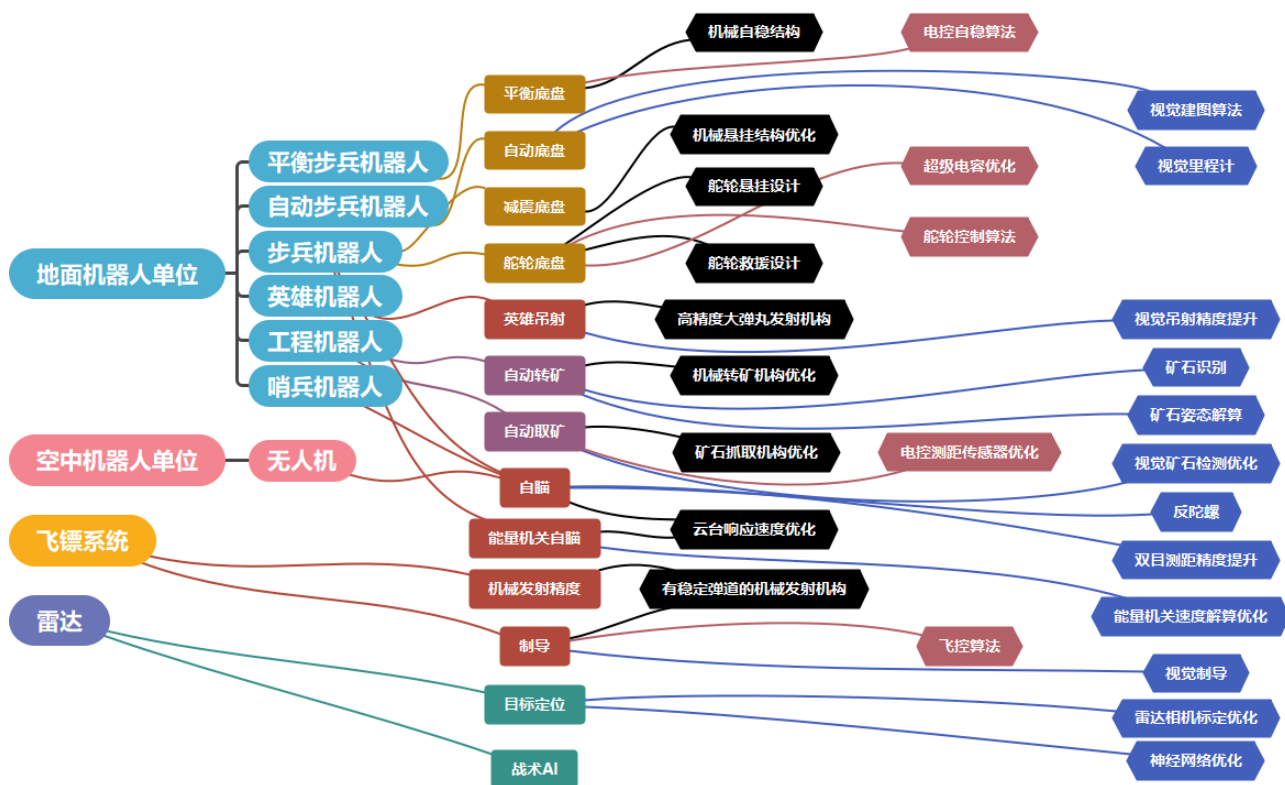 地面机器人单位
空中机器人单位
飞镖系统
雷达
平衡步兵机器人
自动步兵机器人
步兵机器人
英雄机器人
工程机器人
哨兵机器人
无人机
平衡底盘
自动底盘
减震底盘
舵轮底盘
英雄吊射
自动转矿
自动取矿
自瞄
能量机关自瞄
机械发射精度
制导
目标定位
战术AI
机械自稳结构
机械悬挂结构优化
舵轮悬挂设计
舵轮救援设计
高精度大弹丸发射机构
机械转矿机构优化
矿石抓取机构优化
云台响应速度优化
有稳定弹道的机械发射机构
电控自稳算法
超级电容优化
舵轮控制算法
电控测距传感器优化
飞控算法
视觉建图算法
视觉里程计
视觉吊射精度提升
矿石识别
矿石姿态解算
视觉矿石检测优化
反陀螺
双目测距精度提升
能量机关速度解算优化
视觉制导
雷达相机标定优化
神经网络优化